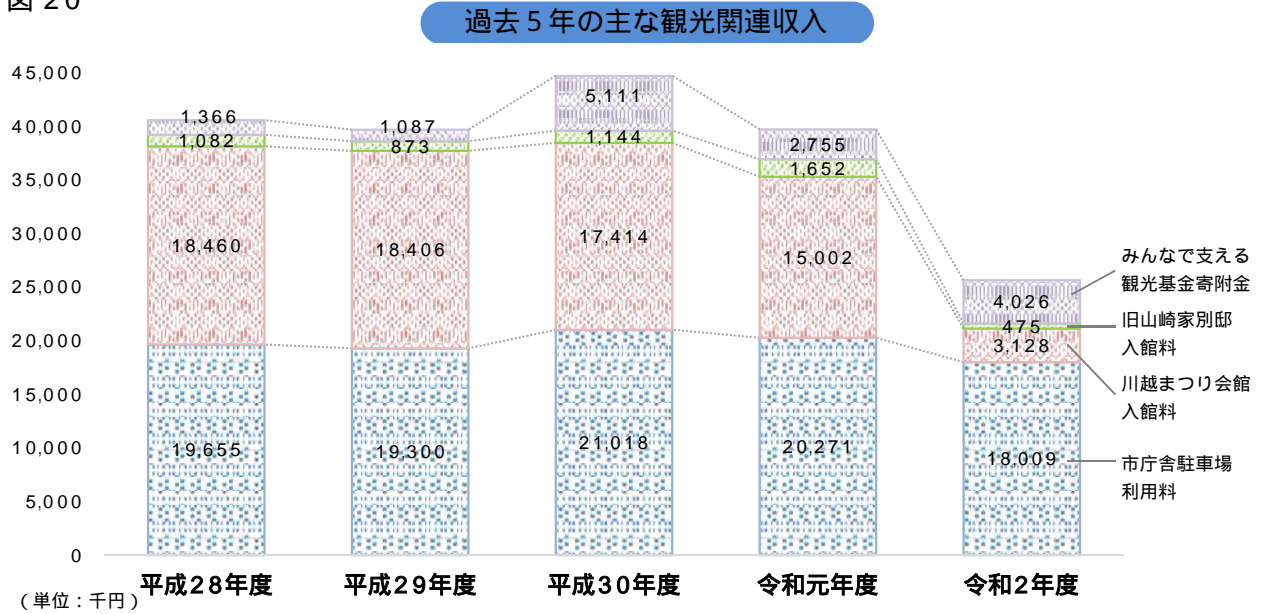 図20
過去5年の主な観光関連収入
45,000
40,000
35,000
30,000
25,000
20,000
15,000
10,000
5,000
0
1,366
1,082
18,460
19,655
1,087
873
18,406
19,300
5,111
1,144
17,414
21,018
2,755
1,652
15,002
20,271
4,026
475
3,128
18,009
みんなで支える
観光基金寄附金
旧山崎家別邸
入館料
川越まつり会館
入館料
市庁舎駐車場
利用料
平成28年度
平成29年度
平成30年度
令和元年度
令和2年度
(単位:千円)